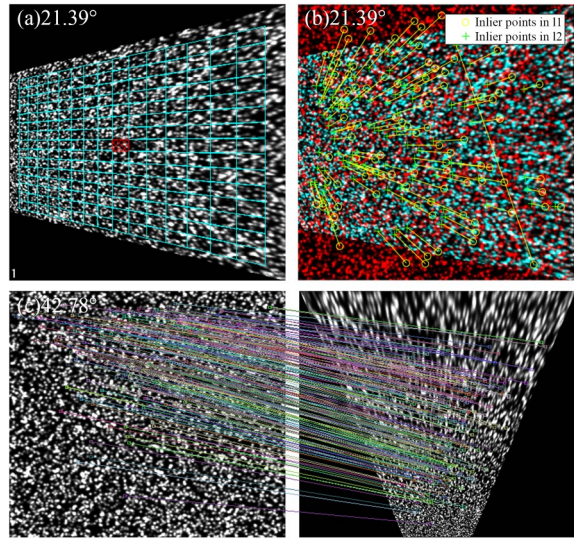 (a)21.39°
(b)21.39°
Inlier points in I1
Inlier points in I2
1
(c)42.78°